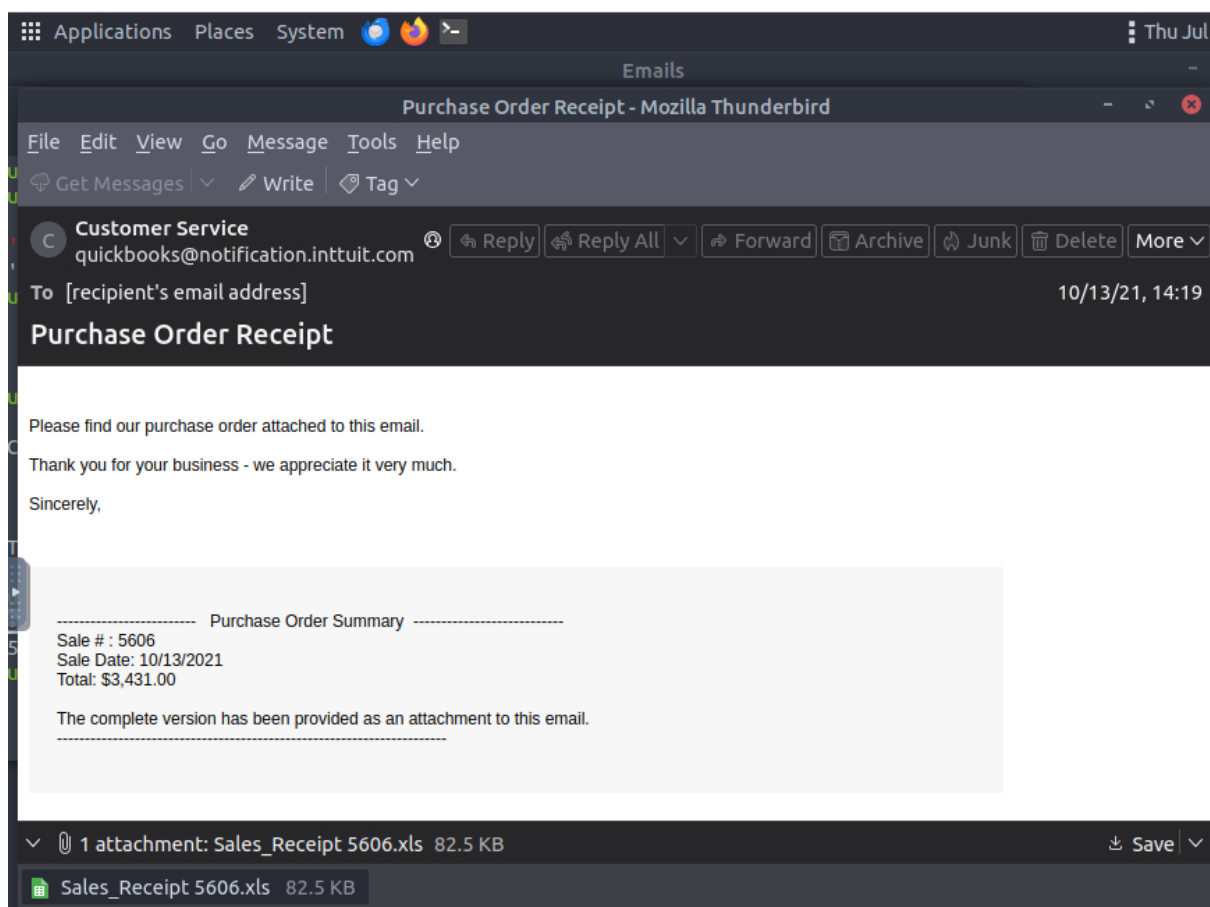 Applications Places System Thu Jul
Emails
Purchase Order Receipt - Mozilla Thunderbird
File Edit View Go Message Tools Help
Get Messages Write Tag
C Customer Service
quickbooks@notification.inttuit.com
Reply Reply All Forward Archive Junk Delete More
To [recipient's email address] 10/13/21, 14:19
Purchase Order Receipt
Please find our purchase order attached to this email.
Thank you for your business - we appreciate it very much.
Sincerely,
------------------------- Purchase Order Summary ---------------------------
Sale # : 5606
Sale Date: 10/13/2021
Total: $3,431.00
The complete version has been provided as an attachment to this email.
----------------------------------------------------------------------
1 attachment: Sales_Receipt 5606.xls 82.5 KB Save
Sales_Receipt 5606.xls 82.5 KB